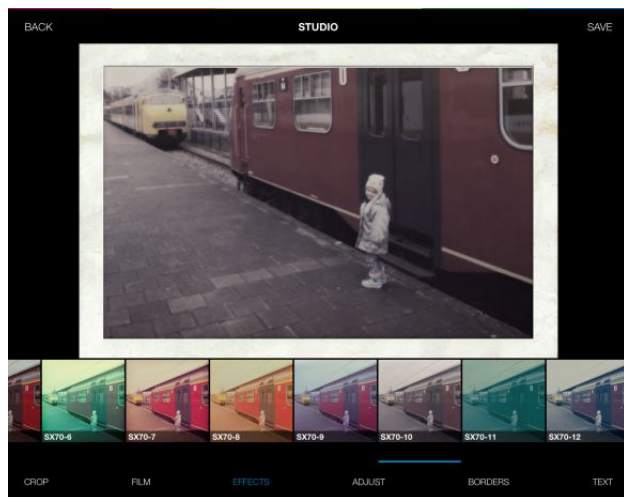 BACK STUDIO SAVE
SX70-6 SX70-7 SX70-8 SX70-9 SX70-10 SX70-11 SX70-12
CROP FILM EFFECTS ADJUST BORDERS TEXT